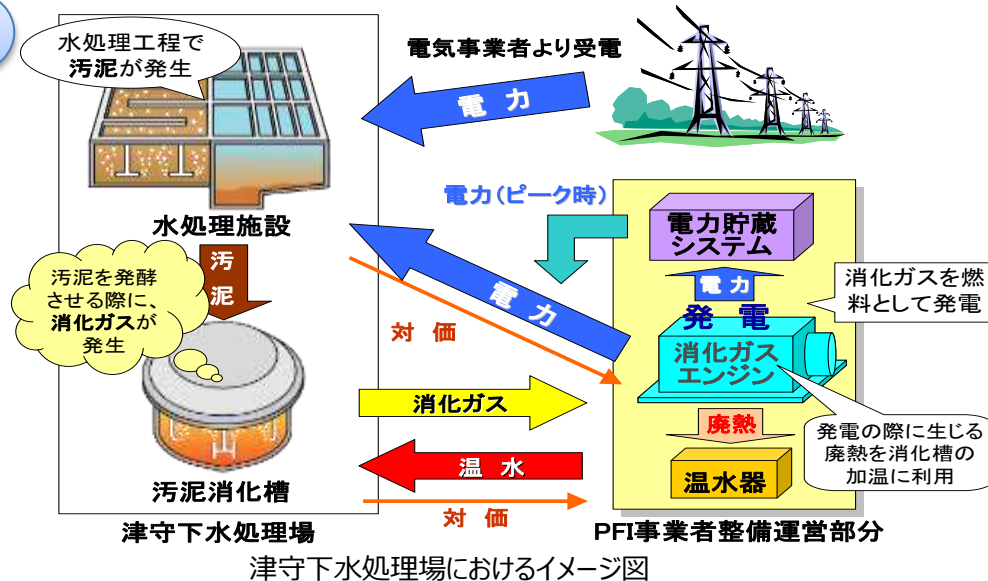 水処理工程で
汚泥が発生
電気事業者より受電
電 力
水処理施設
電力(ピーク時)
電力貯蔵
システム
汚泥を発酵
させる際に、
消化ガスが
発生
汚
泥
電 力
対 価
電 力
発 電
消化ガス
エンジン
消化ガスを燃
料として発電
消化ガス
廃熱
発電の際に生じる
廃熱を消化槽の
加温に利用
温 水
温水器
汚泥消化槽
対 価
津守下水処理場
PFI事業者整備運営部分
津守下水処理場におけるイメージ図